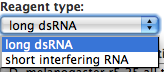 Reagent type:
long dsRNA
long dsRNA
short interfering RNA